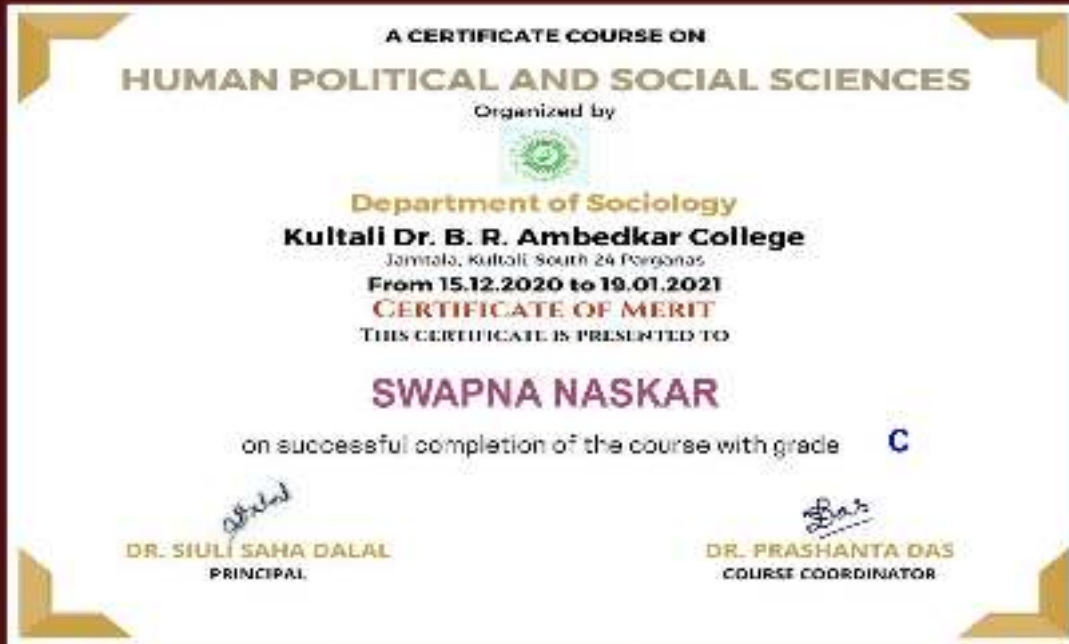 A CERTIFICATE COURSE ON
HUMAN POLITICAL AND SOCIAL SCIENCES
Organized by
Department of Sociology
Kultali Dr. B. R. Ambedkar College
Jamtala, Kultali, South 24 Parganas
From 15.12.2020 to 19.01.2021
CERTIFICATE OF MERIT
THIS CERTIFICATE IS PRESENTED TO
SWAPNA NASKAR
on successful completion of the course with grade C
DR. SIULI SAHA DALAL
PRINCIPAL
Das
DR. PRASHANTA DAS
COURSE COORDINATOR